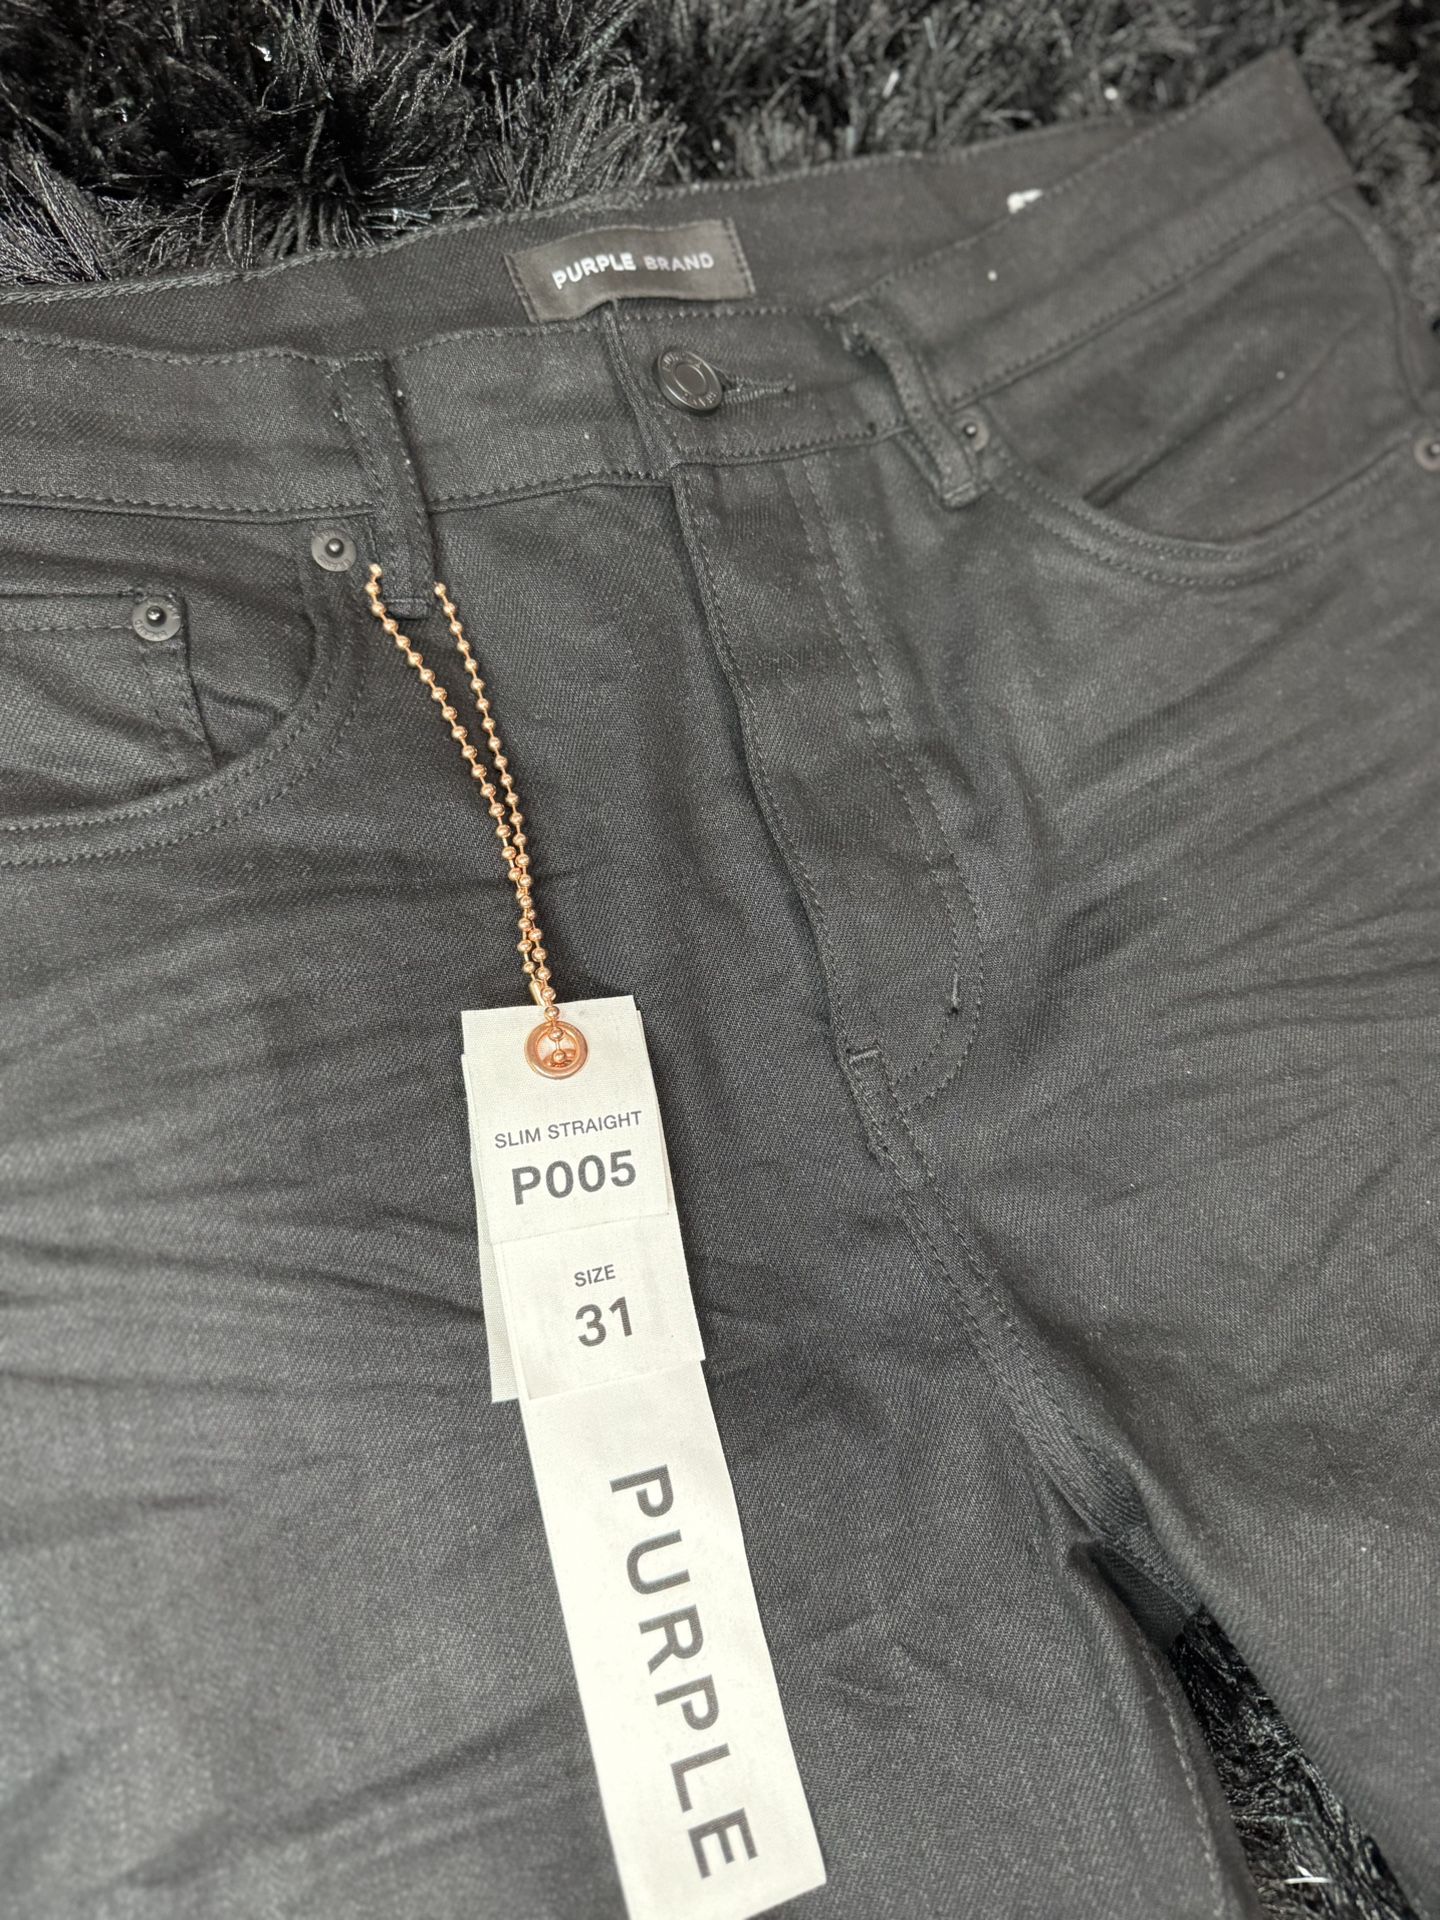 PURPLE BRAND
SLIM STRAIGHT
P005
SIZE
31
PURPLE